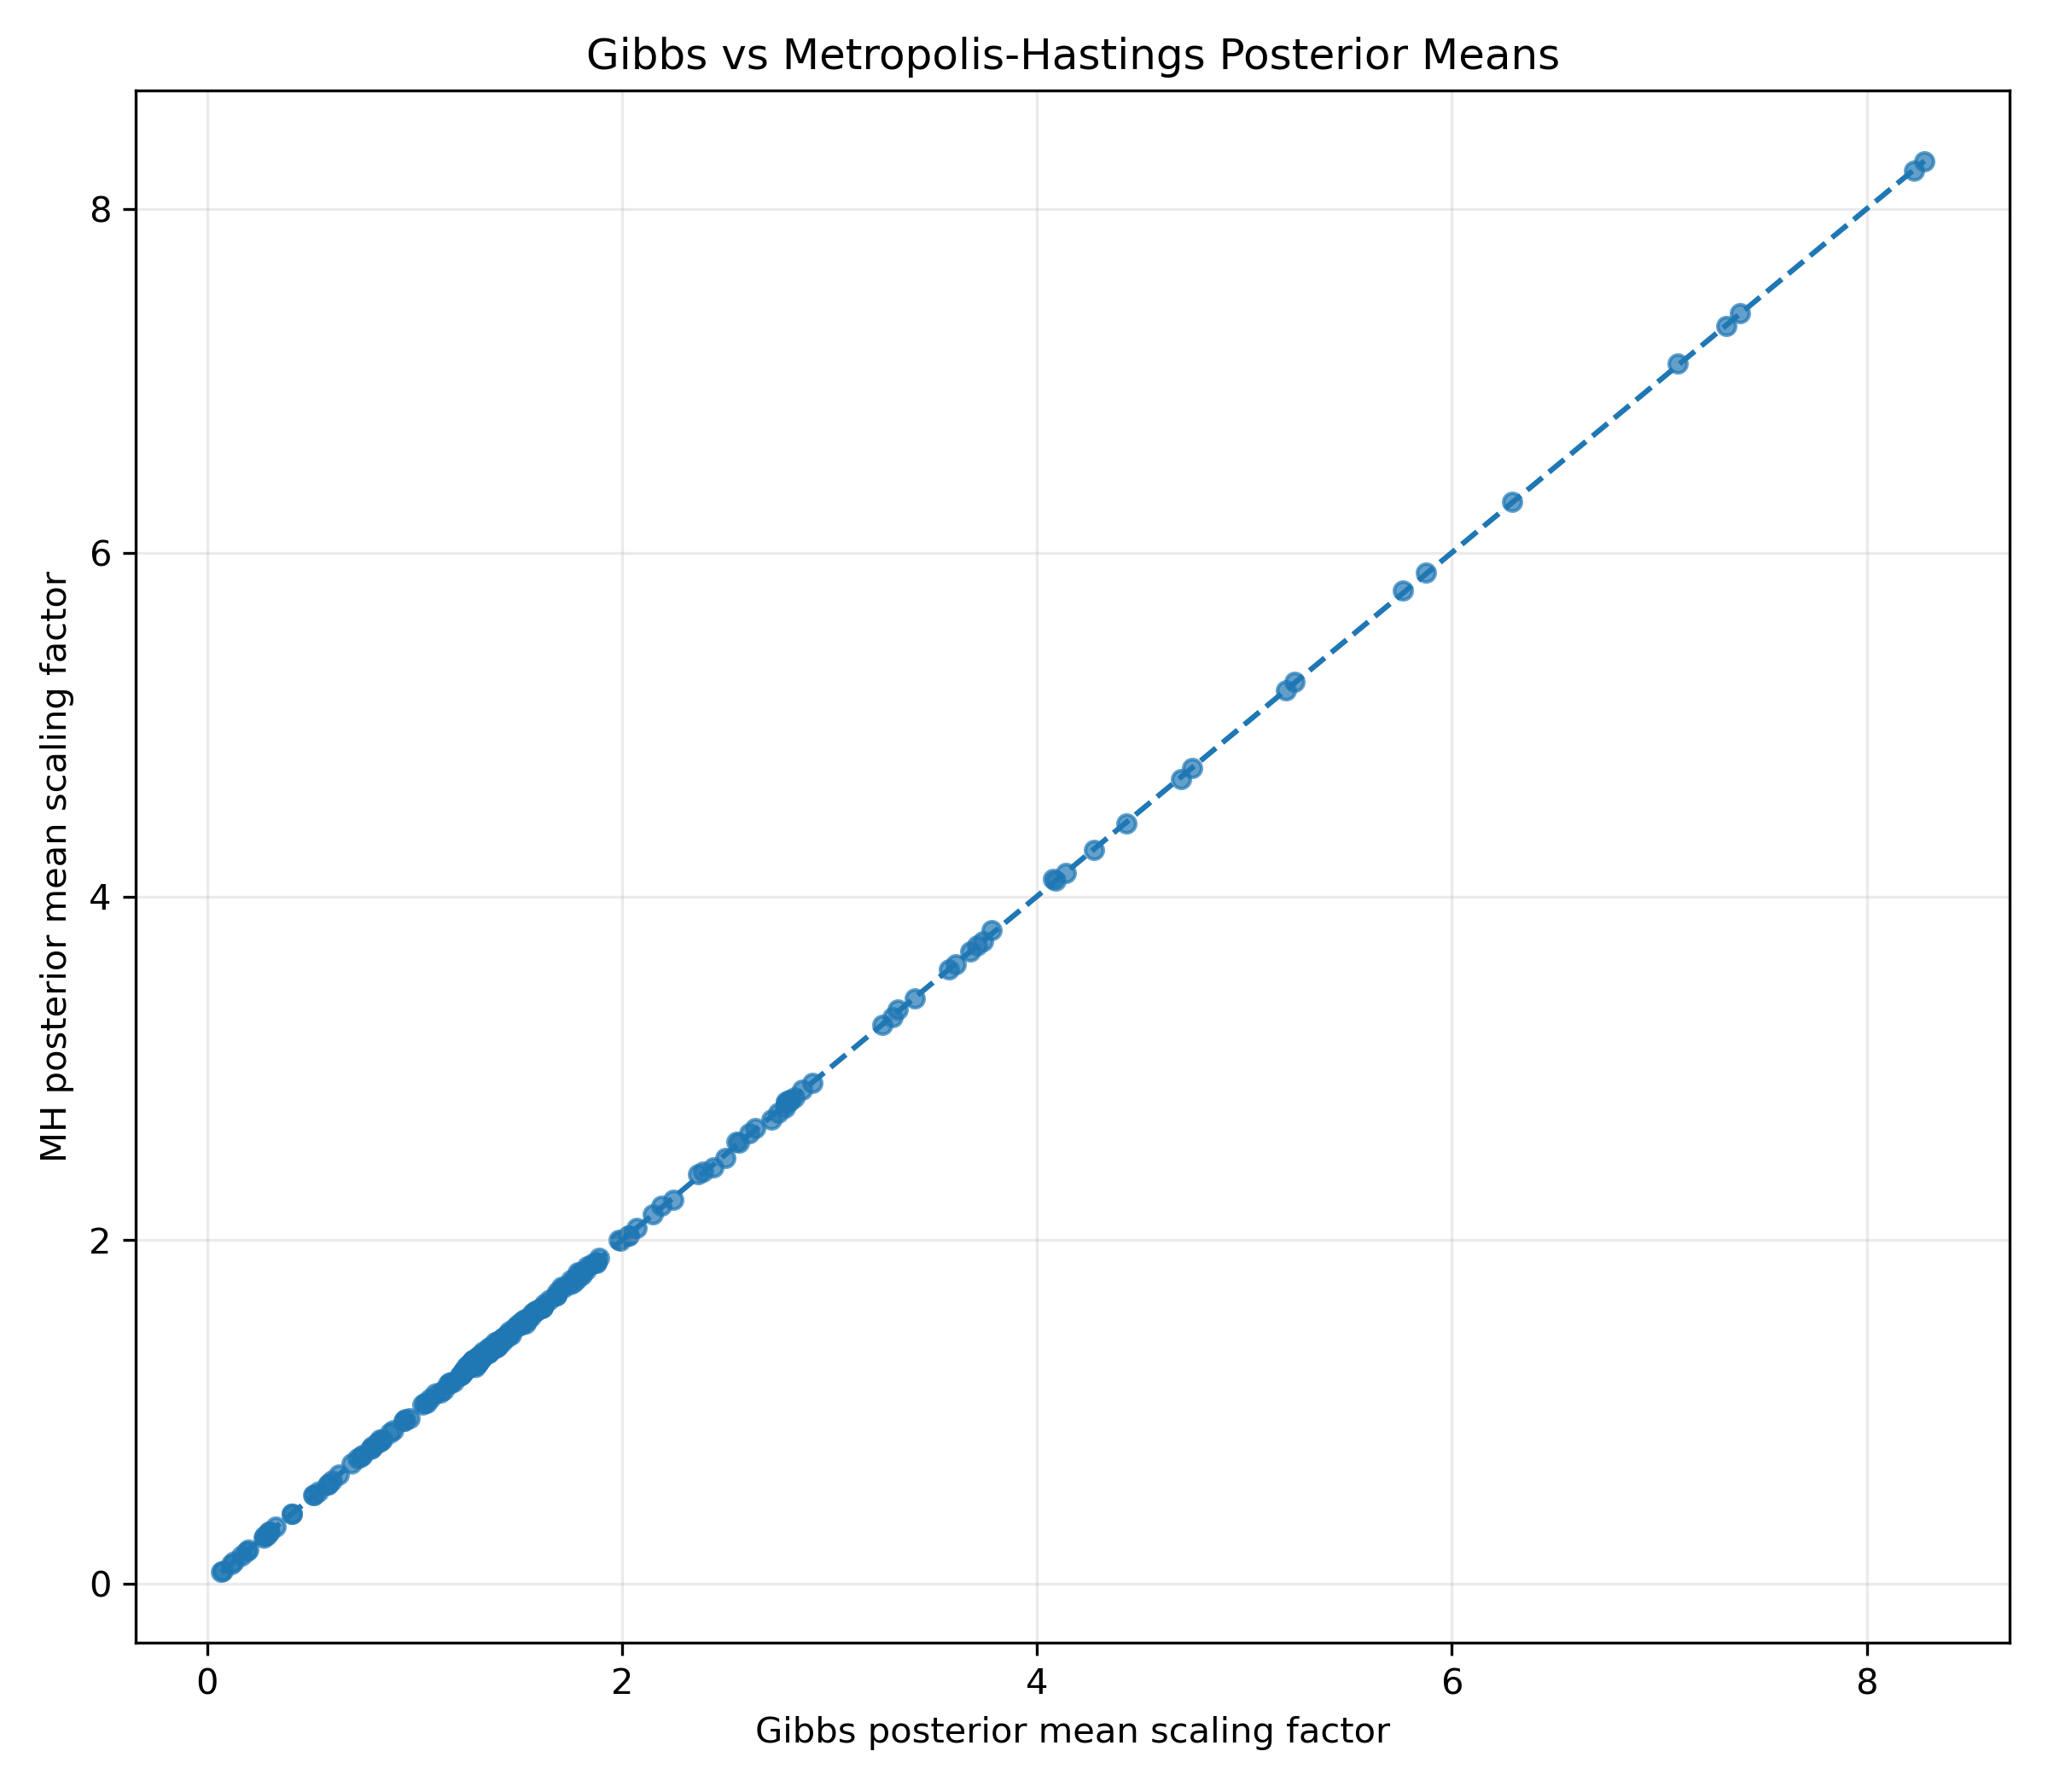 Gibbs vs Metropolis-Hastings Posterior Means
MH posterior mean scaling factor
8
6
4
2
0
0 2 4 6 8
Gibbs posterior mean scaling factor